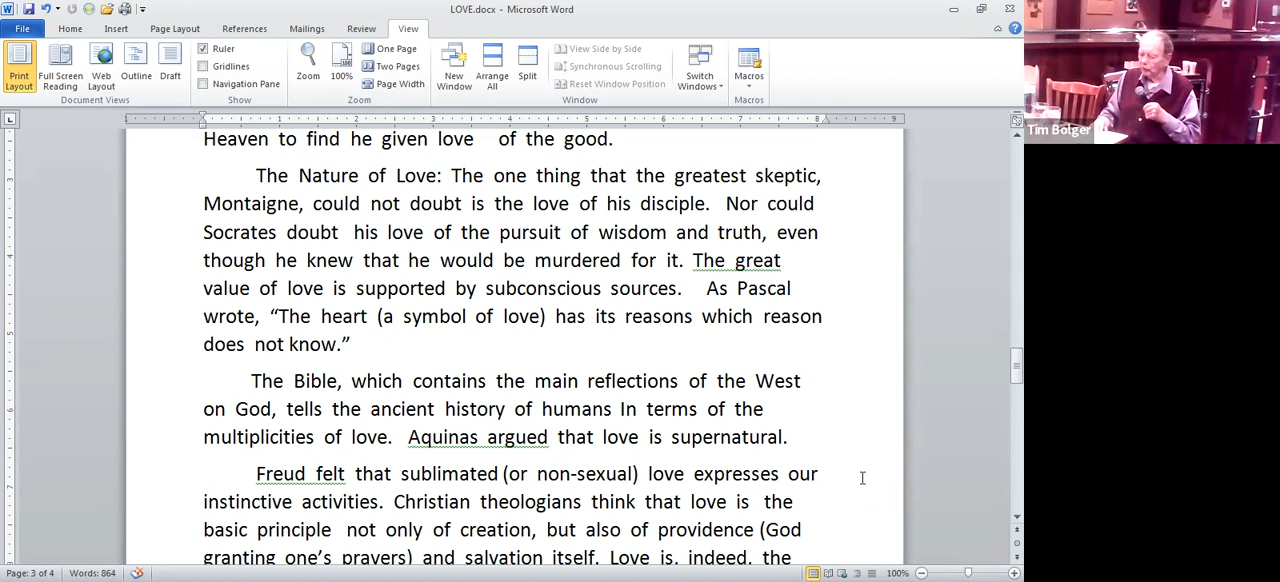 LOVE.docx - Microsoft Word
File Home Insert Page Layout References Mailings Review View
Print Layout
Full Screen Reading
Web Layout
Outline
Draft
Document Views
Ruler
Gridlines
Navigation Pane
Show
Zoom
100%
One Page
Two Pages
Page Width
Zoom
New Window
Arrange All
Split
View Side by Side
Synchronous Scrolling
Reset Window Position
Window
Switch Windows
Macros
Macros
Tim Bolger
1 2 3 4 5 6 7 8 9
Heaven to find he given love of the good.
The Nature of Love: The one thing that the greatest skeptic,
Montaigne, could not doubt is the love of his disciple. Nor could
Socrates doubt his love of the pursuit of wisdom and truth, even
though he knew that he would be murdered for it. The great
value of love is supported by subconscious sources. As Pascal
wrote, “The heart (a symbol of love) has its reasons which reason
does not know.”
The Bible, which contains the main reflections of the West
on God, tells the ancient history of humans In terms of the
multiplicities of love. Aquinas argued that love is supernatural.
Freud felt that sublimated (or non-sexual) love expresses our
instinctive activities. Christian theologians think that love is the
basic principle not only of creation, but also of providence (God
granting one’s prayers) and salvation itself. Love is, indeed, the
Page: 3 of 4 Words: 864 100%